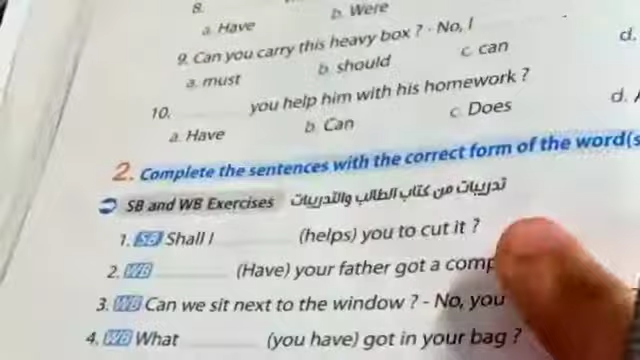 8.
a. Have b. Were
9. Can you carry this heavy box ? - No, I
a. must b. should c. can d.
10. ______ you help him with his homework ?
a. Have b. Can c. Does d.
2. Complete the sentences with the correct form of the word(s
SB and WB Exercises تدريبات من كتاب الطالب والتدريبات
1. SB Shall I ______ (helps) you to cut it ?
2. WB ______ (Have) your father got a comp
3. WB Can we sit next to the window ? - No, you
4. WB What ______ (you have) got in your bag ?